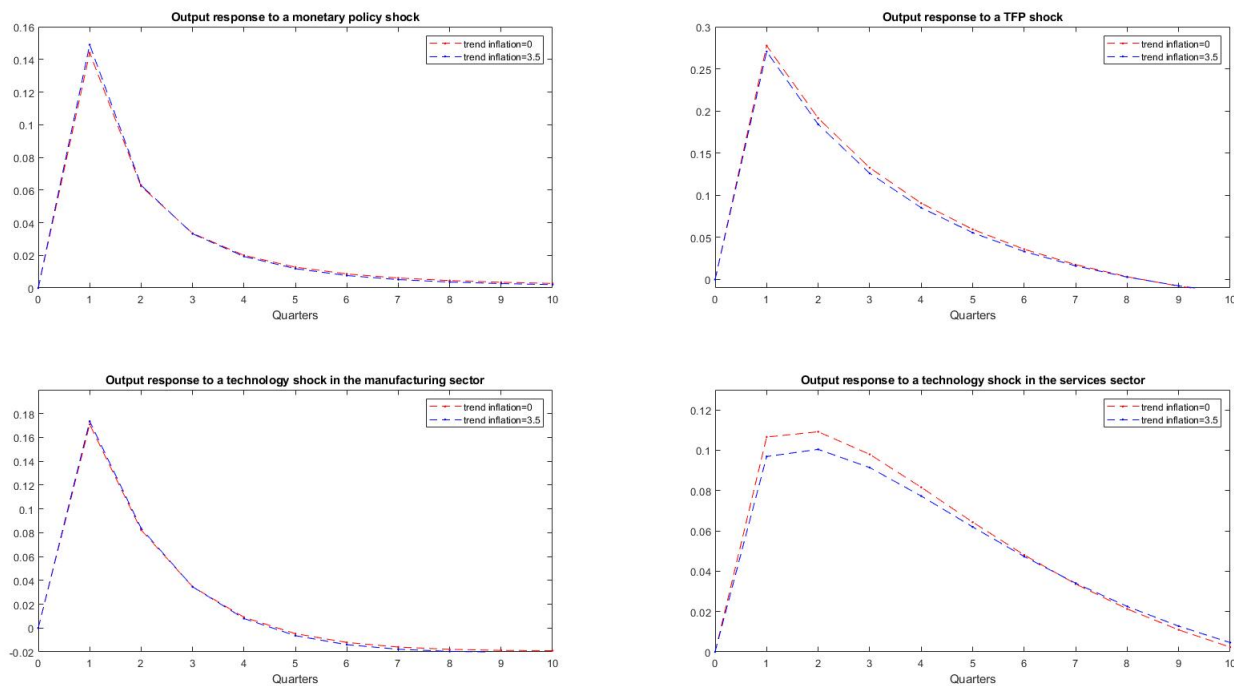 Output response to a monetary policy shock
0.16
0.14
0.12
0.1
0.08
0.06
0.04
0.02
0
trend inflation=0
trend inflation=3.5
0 1 2 3 4 5 6 7 8 9 10
Quarters
Output response to a TFP shock
0.3
0.25
0.2
0.15
0.1
0.05
0
trend inflation=0
trend inflation=3.5
0 1 2 3 4 5 6 7 8 9 10
Quarters
Output response to a technology shock in the manufacturing sector
0.18
0.16
0.14
0.12
0.1
0.08
0.06
0.04
0.02
0
-0.02
trend inflation=0
trend inflation=3.5
0 1 2 3 4 5 6 7 8 9 10
Quarters
Output response to a technology shock in the services sector
0.12
0.1
0.08
0.06
0.04
0.02
0
trend inflation=0
trend inflation=3.5
0 1 2 3 4 5 6 7 8 9 10
Quarters